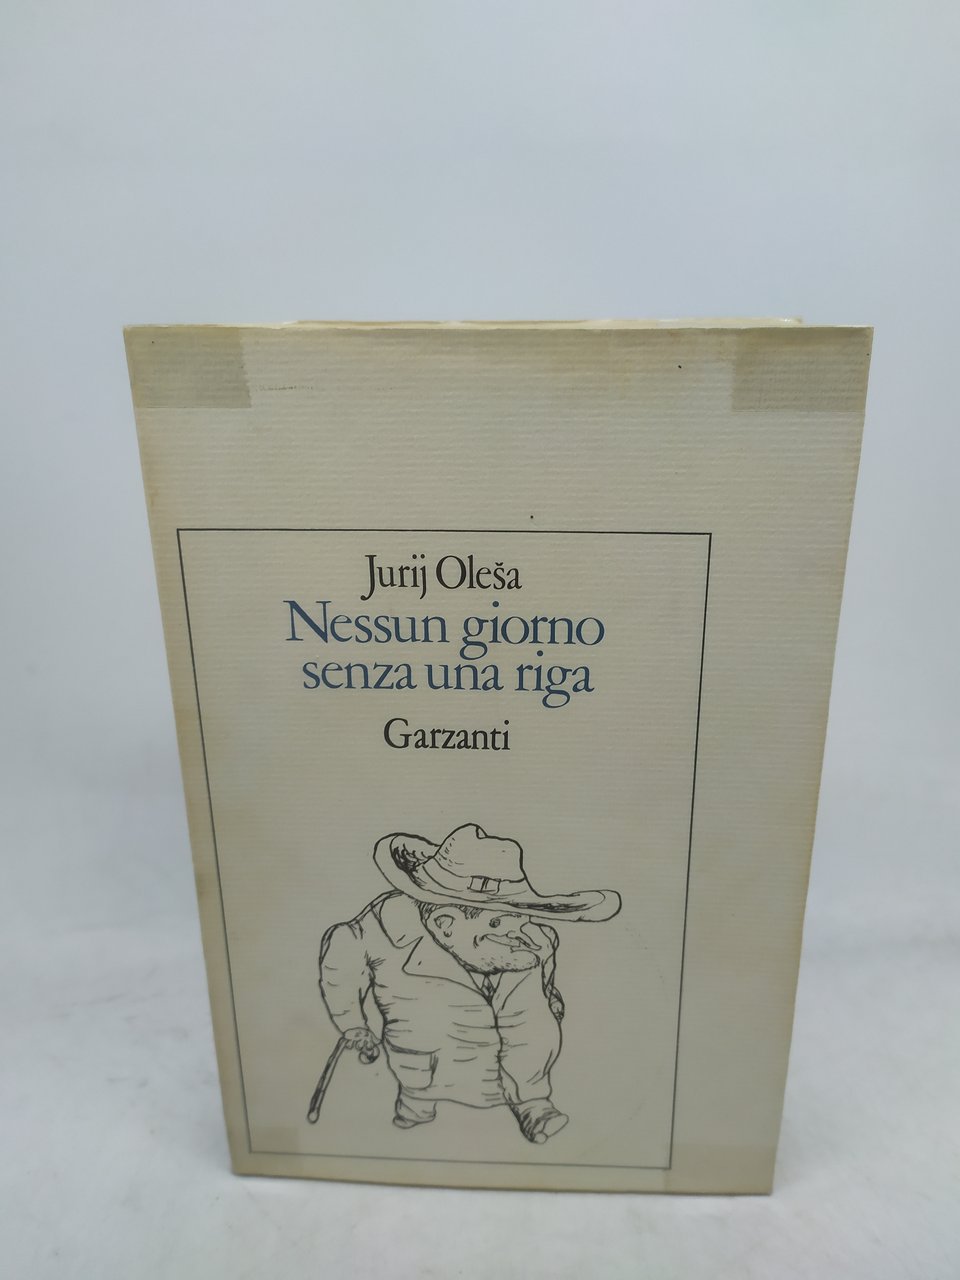 Jurij Oleša
Nessun giorno
senza una riga
Garzanti